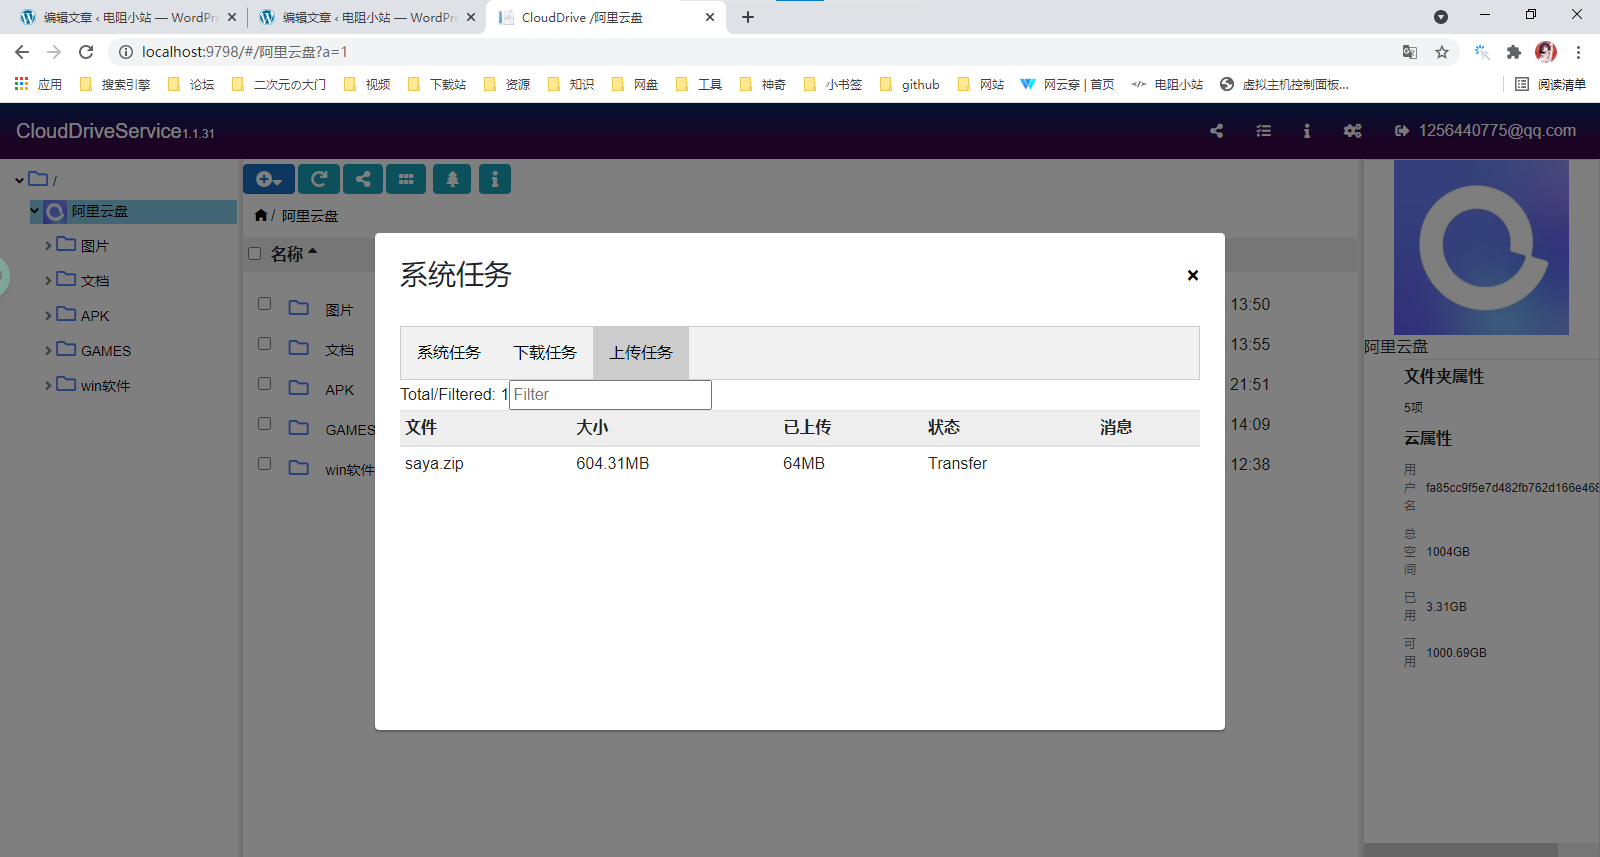 编辑文章 ‹ 电阻小站 — WordPre
编辑文章 ‹ 电阻小站 — WordPre
CloudDrive /阿里云盘
localhost:9798/#/阿里云盘?a=1
应用
搜索引擎
论坛
二次元の大门
视频
下载站
资源
知识
网盘
工具
神奇
小书签
github
网站
网云穿 | 首页
电阻小站
虚拟主机控制面板...
阅读清单
CloudDriveService1.1.31
1256440775@qq.com
/
阿里云盘
图片
文档
APK
GAMES
win软件
/ 阿里云盘
名称
图片
13:50
文档
13:55
APK
21:51
GAMES
14:09
win软件
12:38
系统任务
×
系统任务
下载任务
上传任务
Total/Filtered: 1
Filter
文件 大小 已上传 状态 消息
saya.zip 604.31MB 64MB Transfer
阿里云盘
文件夹属性
5项
云属性
用户名 fa85cc9f5e7d482fb762d166e468
总空间 1004GB
已用 3.31GB
可用 1000.69GB